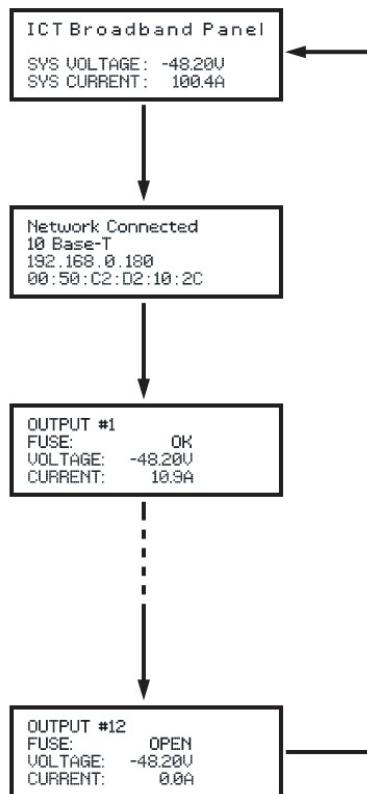 ICT Broadband Panel
SYS VOLTAGE: -48.20V
SYS CURRENT: 100.4A
Network Connected
10 Base-T
192.168.0.180
00:50:C2:D2:10:2C
OUTPUT #1
FUSE: OK
VOLTAGE: -48.20V
CURRENT: 10.9A
OUTPUT #12
FUSE: OPEN
VOLTAGE: -48.20V
CURRENT: 0.0A